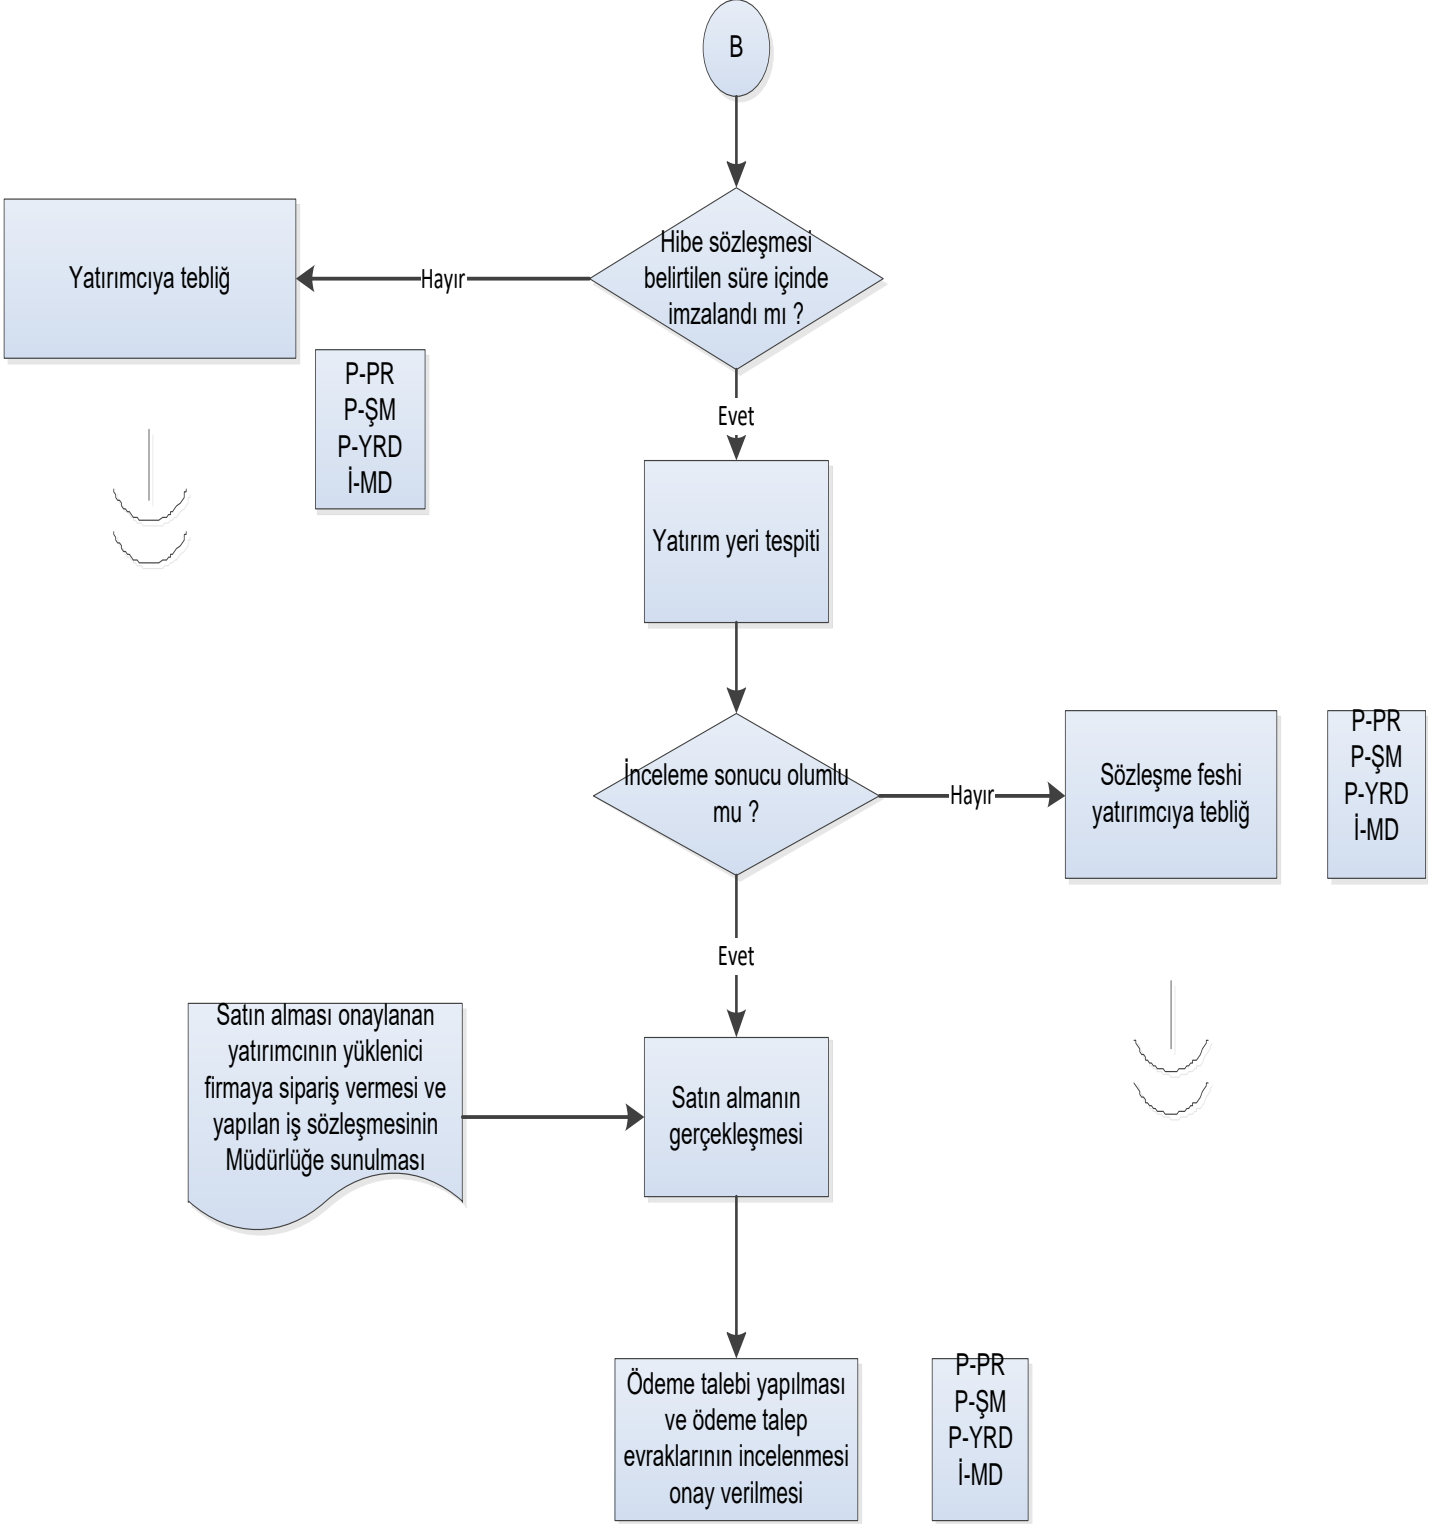 B
Hibe sözleşmesi
belirtilen süre içinde
imzalandı mı ?
Hayır
Yatırımcıya tebliğ
P-PR
P-ŞM
P-YRD
İ-MD
Evet
Yatırım yeri tespiti
İnceleme sonucu olumlu
mu ?
Hayır
Sözleşme feshi
yatırımcıya tebliğ
P-PR
P-ŞM
P-YRD
İ-MD
Evet
Satın alması onaylanan
yatırımcının yüklenici
firmaya sipariş vermesi ve
yapılan iş sözleşmesinin
Müdürlüğe sunulması
Satın almanın
gerçekleşmesi
Ödeme talebi yapılması
ve ödeme talep
evraklarının incelenmesi
onay verilmesi
P-PR
P-ŞM
P-YRD
İ-MD